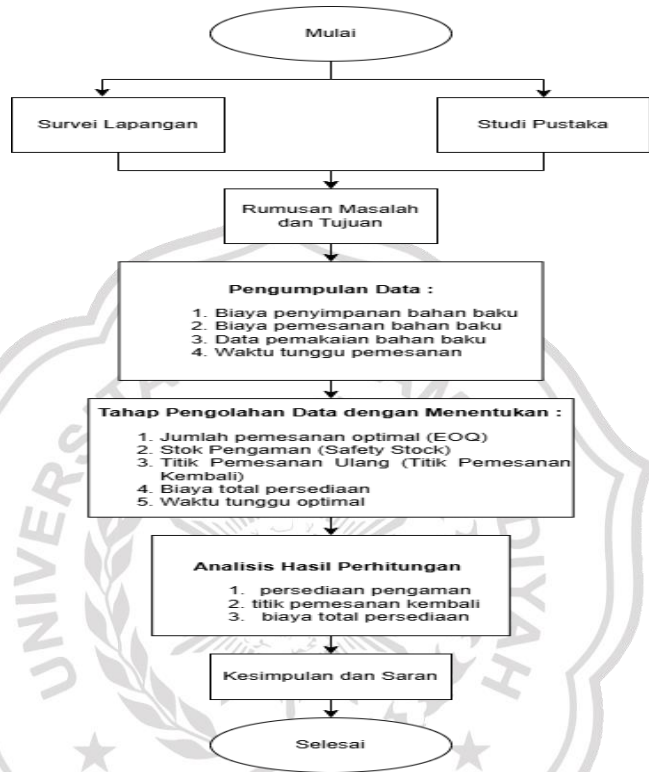 Mulai
Survei Lapangan
Studi Pustaka
Rumusan Masalah
dan Tujuan
Pengumpulan Data :
1. Biaya penyimpanan bahan baku
2. Biaya pemesanan bahan baku
3. Data pemakaian bahan baku
4. Waktu tunggu pemesanan
Tahap Pengolahan Data dengan Menentukan :
1. Jumlah pemesanan optimal (EOQ)
2. Stok Pengaman (Safety Stock)
3. Titik Pemesanan Ulang (Titik Pemesanan
Kembali)
4. Biaya total persediaan
5. Waktu tunggu optimal
Analisis Hasil Perhitungan
1. persediaan pengaman
2. titik pemesanan kembali
3. biaya total persediaan
Kesimpulan dan Saran
Selesai